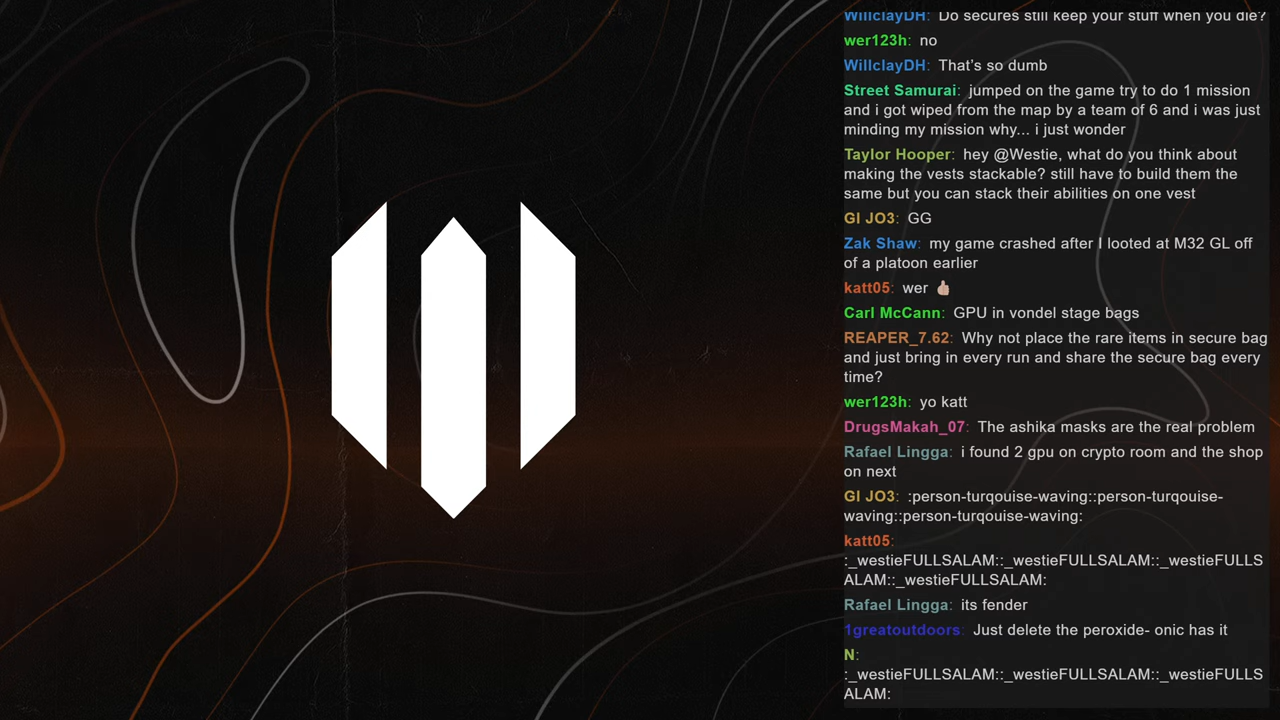 WillclayDH: Do secures still keep your stuff when you die?
wer123h: no
WillclayDH: That's so dumb
Street Samurai: jumped on the game try to do 1 mission
and i got wiped from the map by a team of 6 and i was just
minding my mission why... i just wonder
Taylor Hooper: hey @Westie, what do you think about
making the vests stackable? still have to build them the
same but you can stack their abilities on one vest
GI JO3: GG
Zak Shaw: my game crashed after I looted at M32 GL off
of a platoon earlier
katt05: wer 👍🏼
Carl McCann: GPU in vondel stage bags
REAPER_7.62: Why not place the rare items in secure bag
and just bring in every run and share the secure bag every
time?
wer123h: yo katt
DrugsMakah_07: The ashika masks are the real problem
Rafael Lingga: i found 2 gpu on crypto room and the shop
on next
GI JO3: :person-turqouise-
waving::person-turqouise-waving::person-turqouise-waving:
katt05:
:_westieFULLSALAM::_westieFULLSALAM::_westieFULLS
ALAM::_westieFULLSALAM:
Rafael Lingga: its fender
1greatoutdoors: Just delete the peroxide- onic has it
N:
:_westieFULLSALAM::_westieFULLSALAM::_westieFULLS
ALAM: